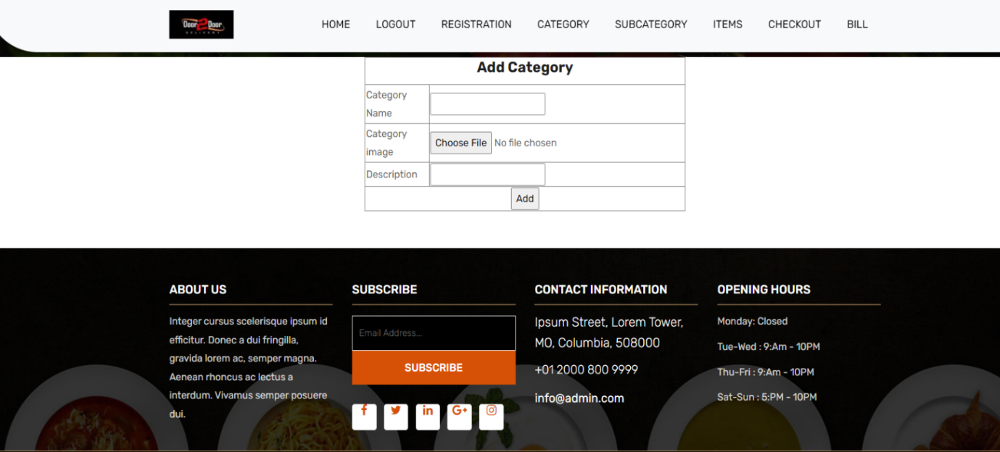 Door 2 Door
DELIVERY
HOME LOGOUT REGISTRATION CATEGORY SUBCATEGORY ITEMS CHECKOUT BILL
Add Category
Category
Name
Category
image
Choose File No file chosen
Description
Add
ABOUT US
Integer cursus scelerisque ipsum id
efficitur. Donec a dui fringilla,
gravida lorem ac, semper magna.
Aenean rhoncus ac lectus a
interdum. Vivamus semper posuere
dui.
SUBSCRIBE
Email Address...
SUBSCRIBE
f
in
G+
CONTACT INFORMATION
Ipsum Street, Lorem Tower,
MO, Columbia, 508000
+01 2000 800 9999
info@admin.com
OPENING HOURS
Monday: Closed
Tue-Wed : 9:Am - 10PM
Thu-Fri : 9:Am - 10PM
Sat-Sun : 5:PM - 10PM